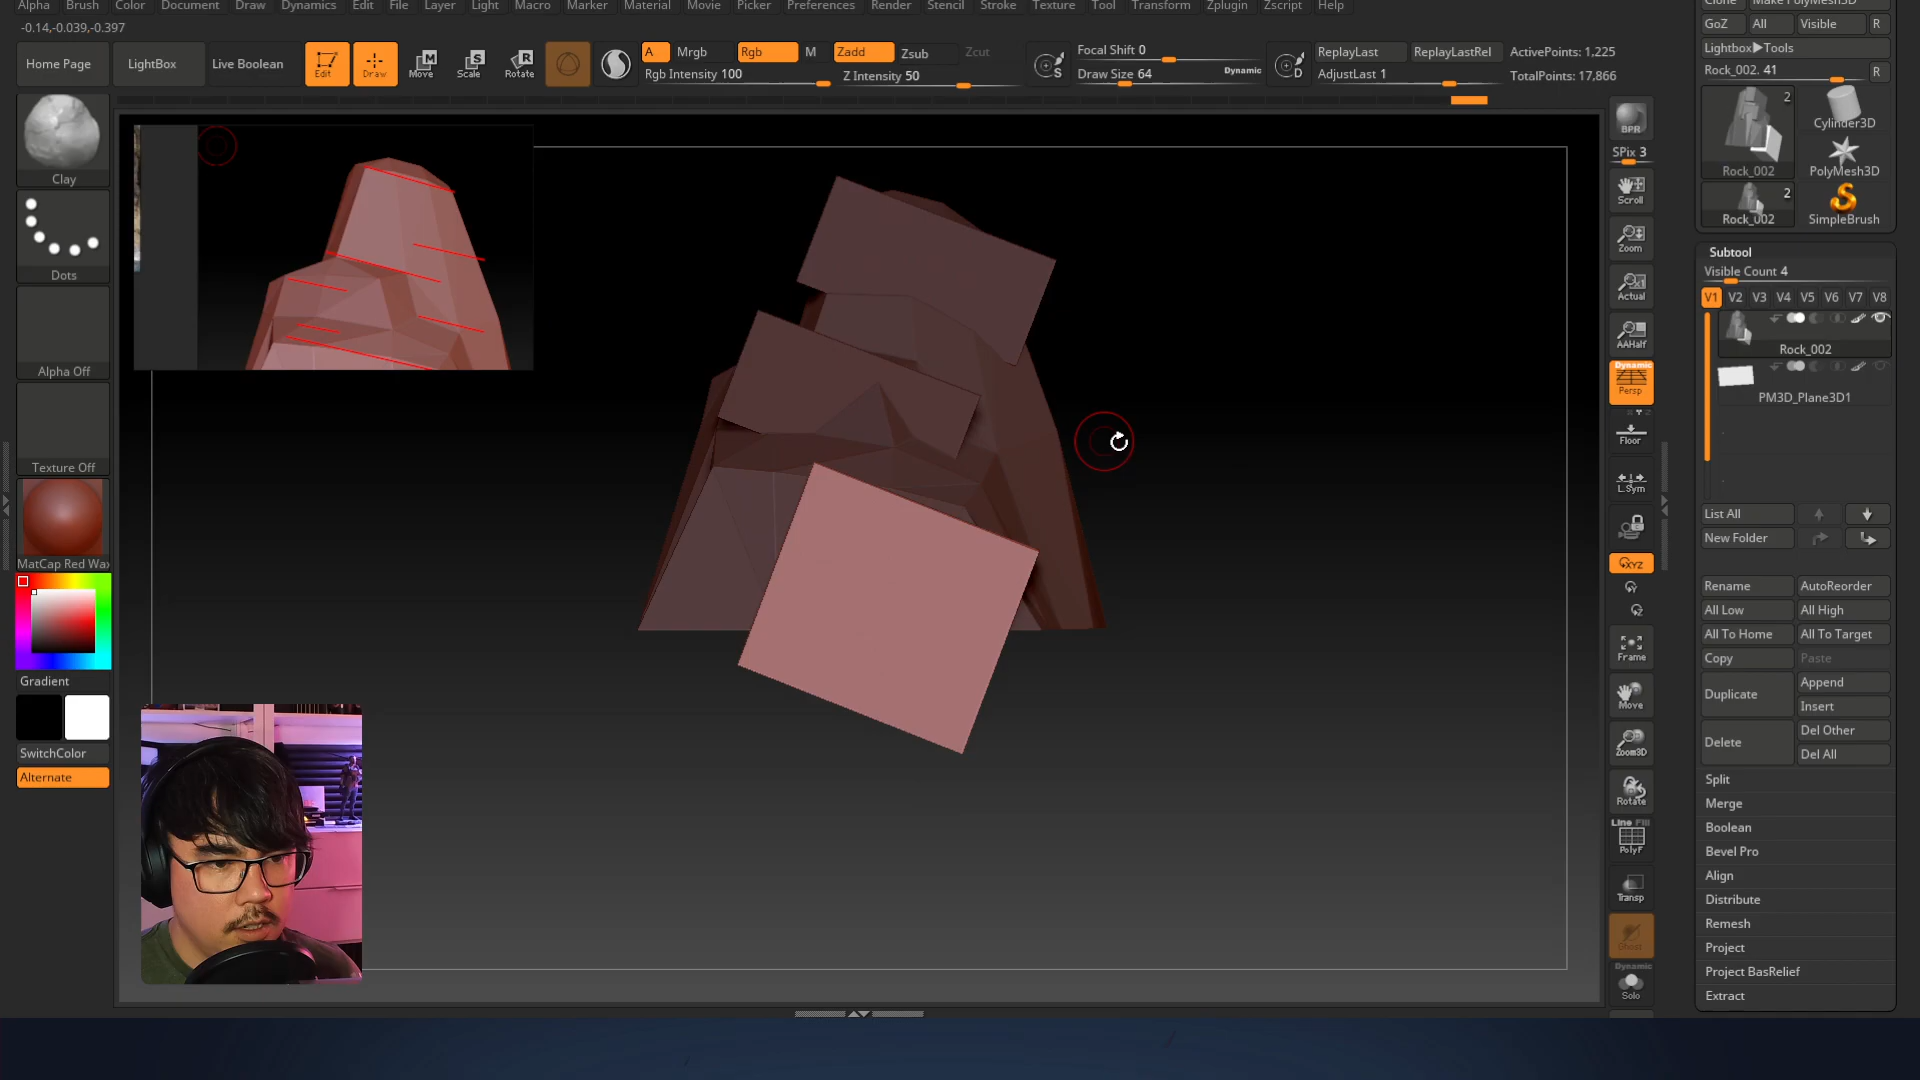 Alpha Brush Color Document Draw Dynamics Edit File Layer Light Macro Marker Material Movie Picker Preferences Render Stencil Stroke Texture Tool Transform Zplugin Zscript Help
-0.14,-0.039,-0.397
Home Page LightBox Live Boolean Edit Draw Move Scale Rotate
A Mrgb Rgb M Zadd Zsub Zcut
Rgb Intensity 100 Z Intensity 50
Focal Shift 0
Draw Size 64 Dynamic
ReplayLast ReplayLastRel ActivePoints: 1,225
AdjustLast 1 TotalPoints: 17,866
Clay
Dots
Alpha Off
Texture Off
MatCap Red Wax
Gradient
SwitchColor
Alternate
BPR
SPix 3
Scroll
Zoom
Actual
AAHalf
Dynamic
Persp
Floor
L.Sym
XYZ
Frame
Move
Zoom3D
Rotate
Line Fill
PolyF
Transp
Ghost
Dynamic
Solo
Clone Make PolyMesh3D
GoZ All Visible R
Lightbox▶Tools
Rock_002. 41 R
2
Cylinder3D
Rock_002 PolyMesh3D
2
Rock_002 SimpleBrush
Subtool
Visible Count 4
V1 V2 V3 V4 V5 V6 V7 V8
Rock_002
PM3D_Plane3D1
List All
New Folder
Rename AutoReorder
All Low All High
All To Home All To Target
Copy Paste
Duplicate Append
Insert
Delete Del Other
Del All
Split
Merge
Boolean
Bevel Pro
Align
Distribute
Remesh
Project
Project BasRelief
Extract